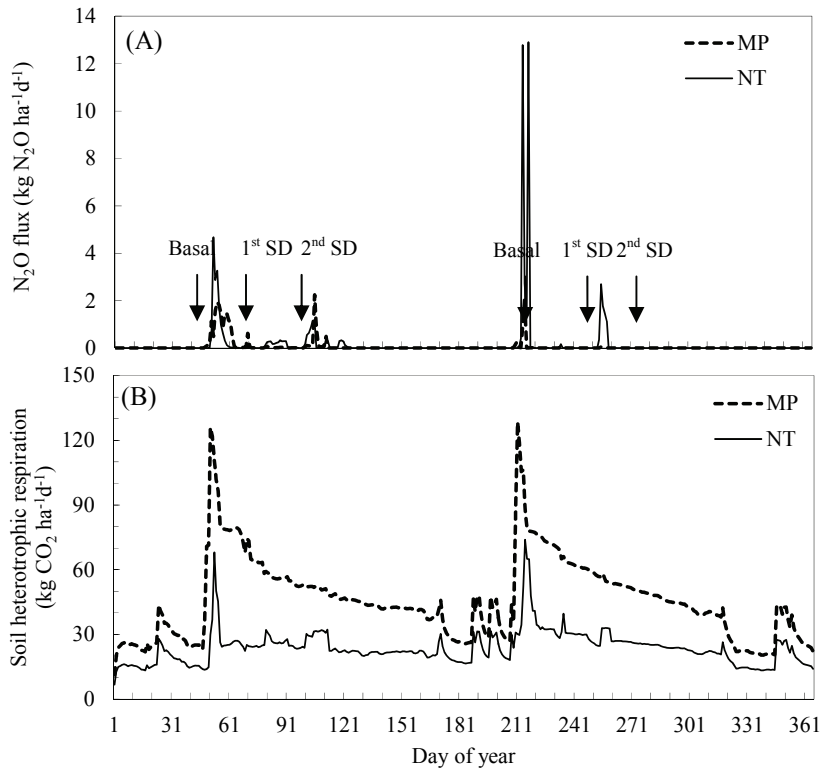 14
(A)
MP
12
NT
10
8
6
4
2
0
N₂O flux (kg N₂O ha⁻¹d⁻¹)
Basal 1ˢᵗ SD 2ⁿᵈ SD Basal 1ˢᵗ SD 2ⁿᵈ SD
150
(B)
MP
120
NT
90
60
30
0
Soil heterotrophic respiration
(kg CO₂ ha⁻¹d⁻¹)
1 31 61 91 121 151 181 211 241 271 301 331 361
Day of year